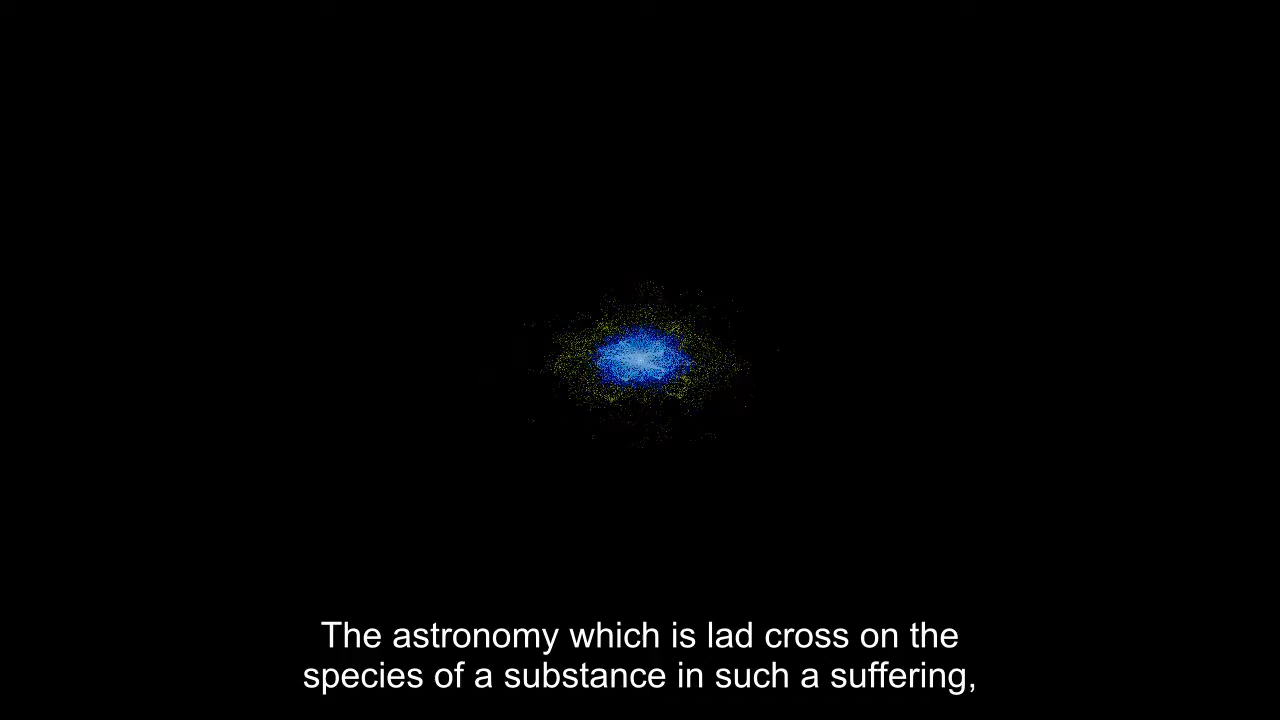 The astronomy which is lad cross on the
species of a substance in such a suffering,